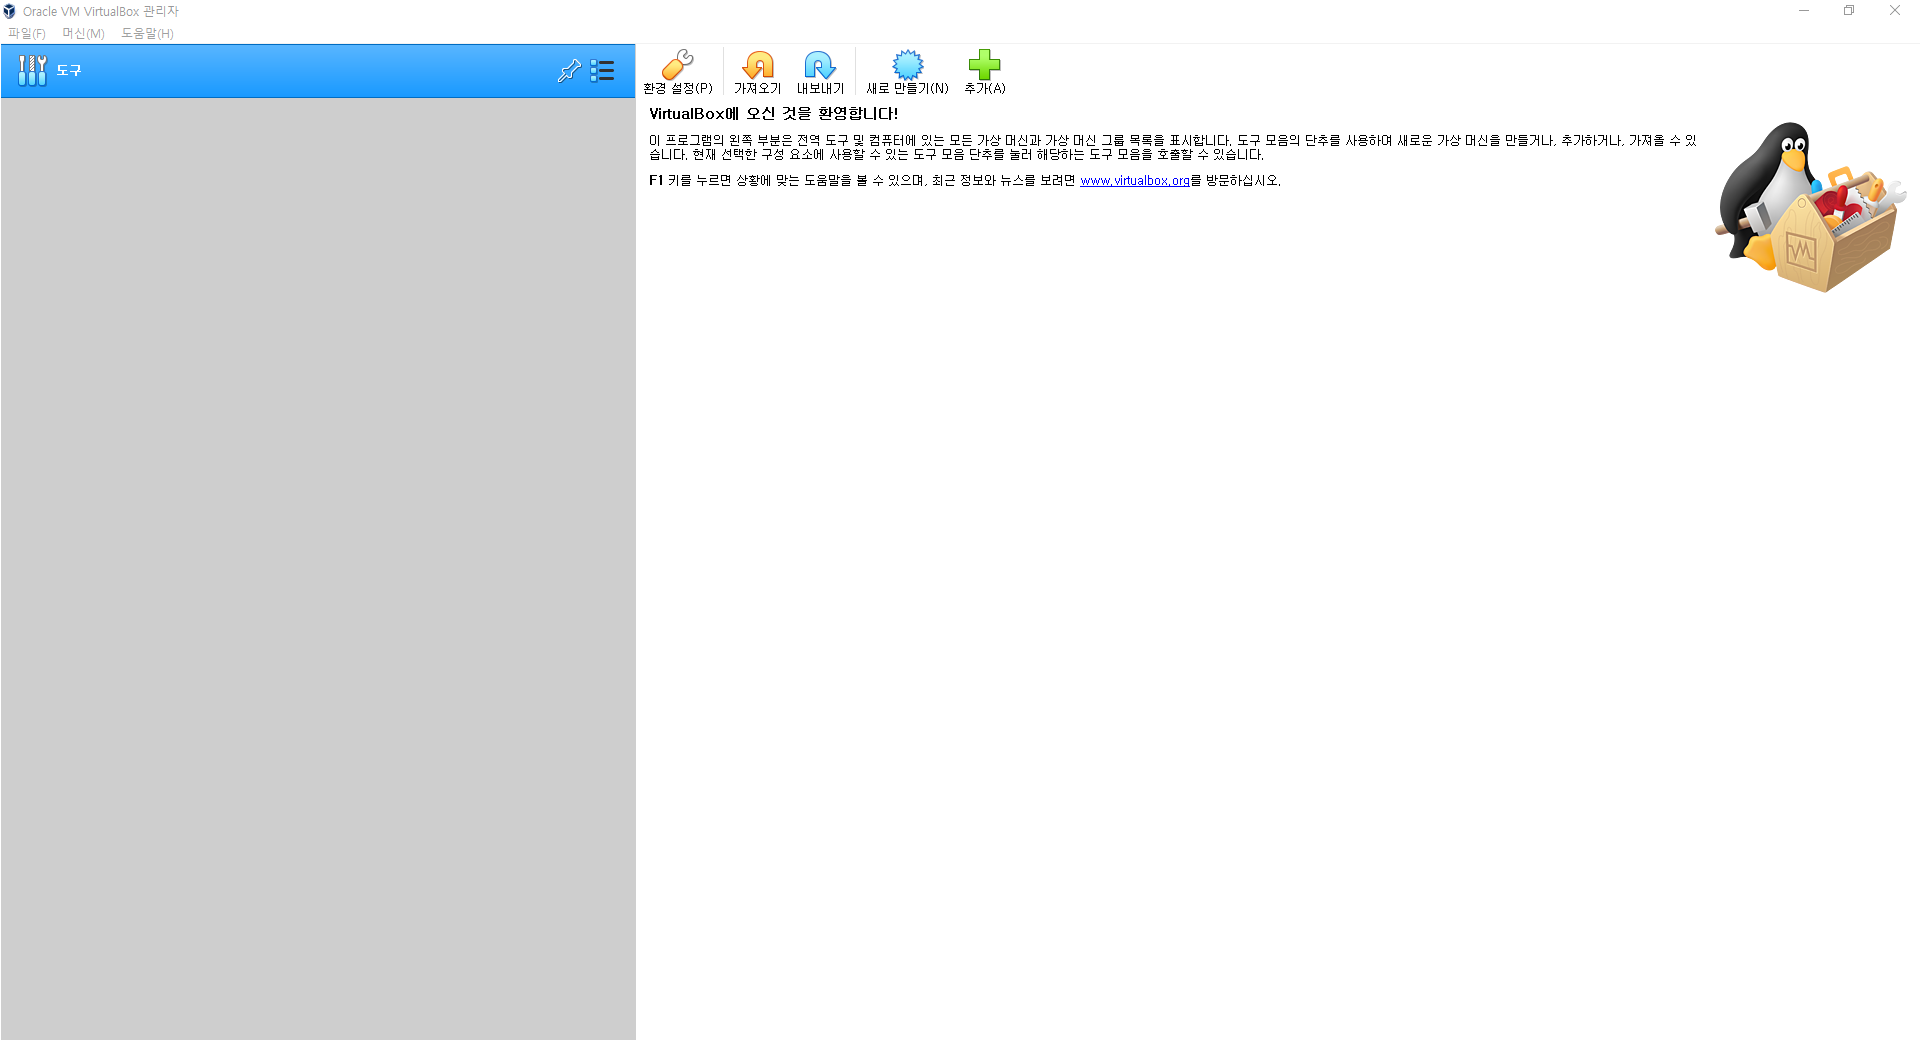 Oracle VM VirtualBox 관리자
파일(F) 머신(M) 도움말(H)
도구
환경 설정(P) 가져오기 내보내기 새로 만들기(N) 추가(A)
VirtualBox에 오신 것을 환영합니다!
이 프로그램의 왼쪽 부분은 전역 도구 및 컴퓨터에 있는 모든 가상 머신과 가상 머신 그룹 목록을 표시합니다. 도구 모음의 단추를 사용하여 새로운 가상 머신을 만들거나, 추가하거나, 가져올 수 있
습니다. 현재 선택한 구성 요소에 사용할 수 있는 도구 모음 단추를 눌러 해당하는 도구 모음을 호출할 수 있습니다.
F1 키를 누르면 상황에 맞는 도움말을 볼 수 있으며, 최근 정보와 뉴스를 보려면 www.virtualbox.org를 방문하십시오.